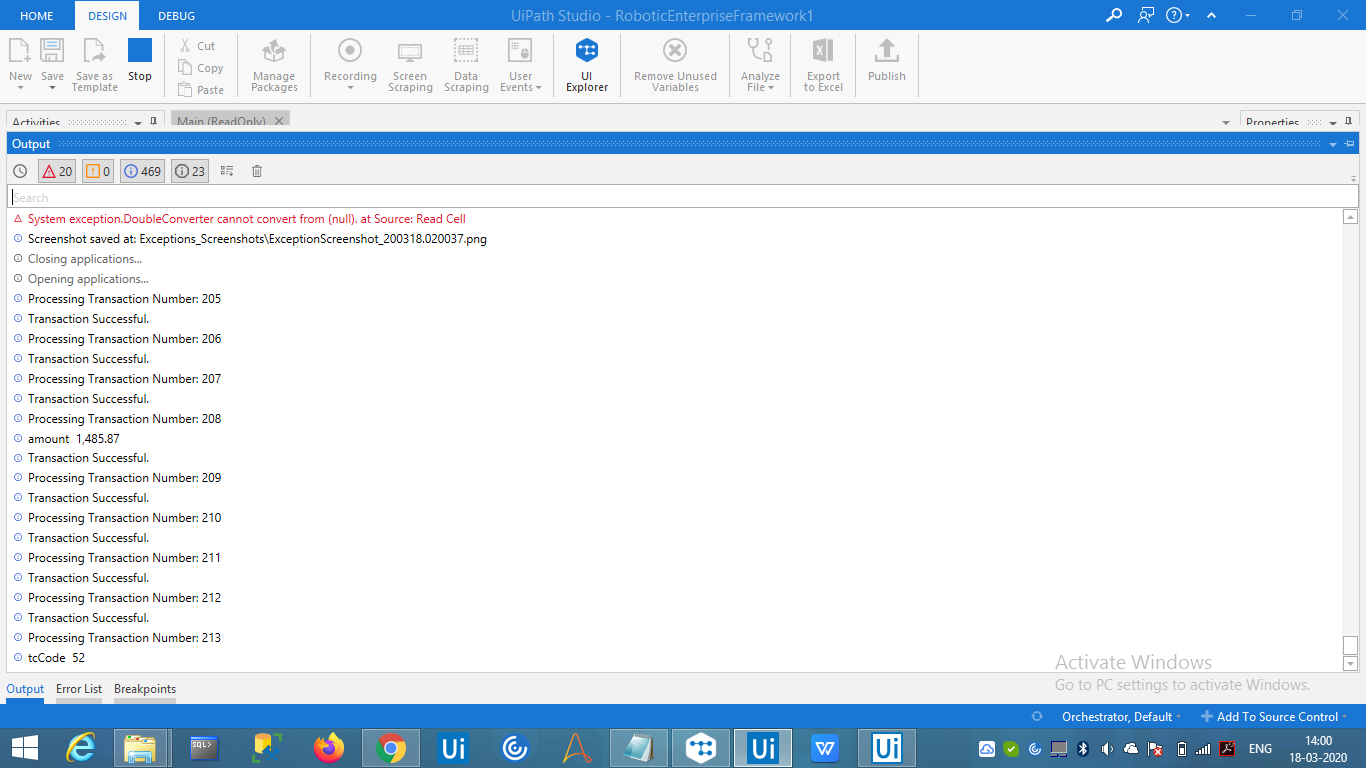 HOME DESIGN DEBUG UiPath Studio - RoboticEnterpriseFramework1
New Save Save as Template Stop
Cut
Copy
Paste
Manage Packages
Recording
Screen Scraping
Data Scraping
User Events
UI Explorer
Remove Unused Variables
Analyze File
Export to Excel
Publish
Activities Main (ReadOnly) Properties
Output
20 0 469 23
Search
System exception.DoubleConverter cannot convert from (null). at Source: Read Cell
Screenshot saved at: Exceptions_Screenshots\ExceptionScreenshot_200318.020037.png
Closing applications...
Opening applications...
Processing Transaction Number: 205
Transaction Successful.
Processing Transaction Number: 206
Transaction Successful.
Processing Transaction Number: 207
Transaction Successful.
Processing Transaction Number: 208
amount 1,485.87
Transaction Successful.
Processing Transaction Number: 209
Transaction Successful.
Processing Transaction Number: 210
Transaction Successful.
Processing Transaction Number: 211
Transaction Successful.
Processing Transaction Number: 212
Transaction Successful.
Processing Transaction Number: 213
tcCode 52
Activate Windows
Go to PC settings to activate Windows.
Output Error List Breakpoints
Orchestrator, Default Add To Source Control
SQL> Ui Ui W Ui ENG
14:00
18-03-2020